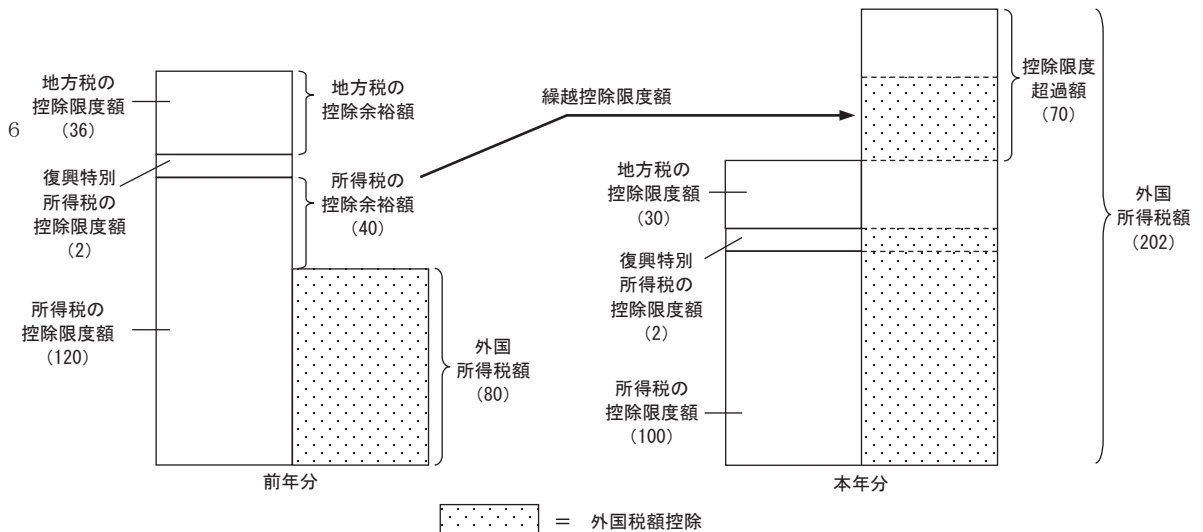 6
地方税の
控除限度額
（36）
復興特別
所得税の
控除限度額
（2）
所得税の
控除限度額
（120）
地方税の
控除余裕額
所得税の
控除余裕額
（40）
外国
所得税額
（80）
前年分
繰越控除限度額
地方税の
控除限度額
（30）
復興特別
所得税の
控除限度額
（2）
所得税の
控除限度額
（100）
控除限度
超過額
（70）
外国
所得税額
（202）
本年分
＝ 外国税額控除